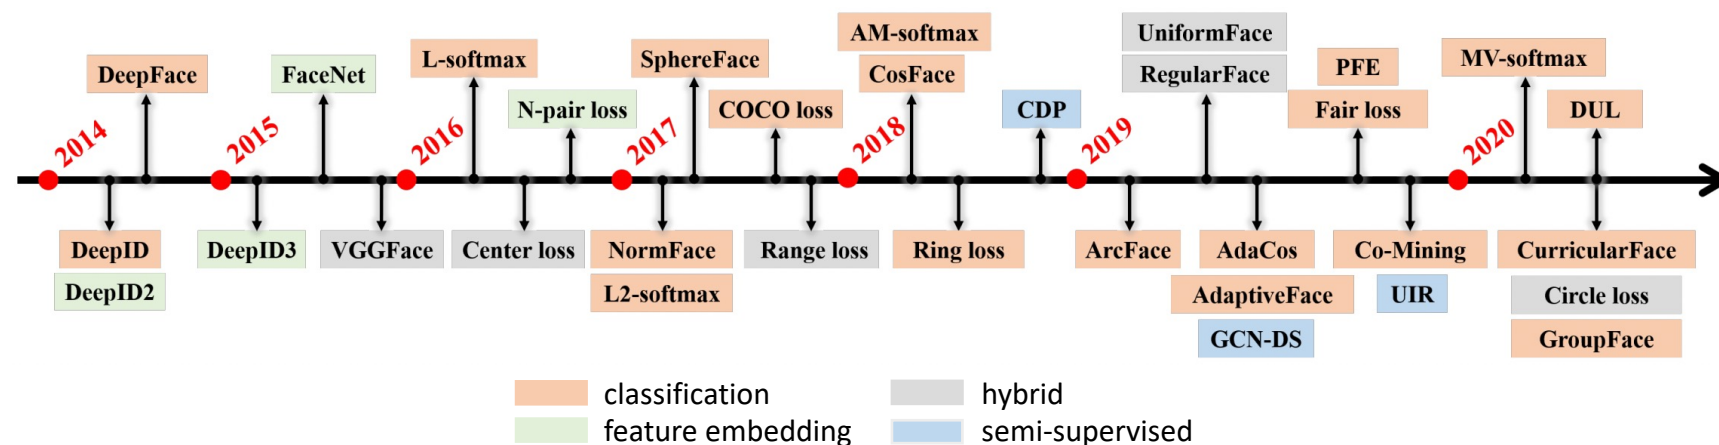 AM-softmax
UniformFace
DeepFace
FaceNet
L-softmax
SphereFace
CosFace
RegularFace
PFE
MV-softmax
N-pair loss
COCO loss
CDP
Fair loss
DUL
2014
2015
2016
2017
2018
2019
2020
DeepID
DeepID3
VGGFace
Center loss
NormFace
Range loss
Ring loss
ArcFace
AdaCos
Co-Mining
CurricularFace
DeepID2
L2-softmax
AdaptiveFace
UIR
Circle loss
GCN-DS
GroupFace
classification
hybrid
feature embedding
semi-supervised